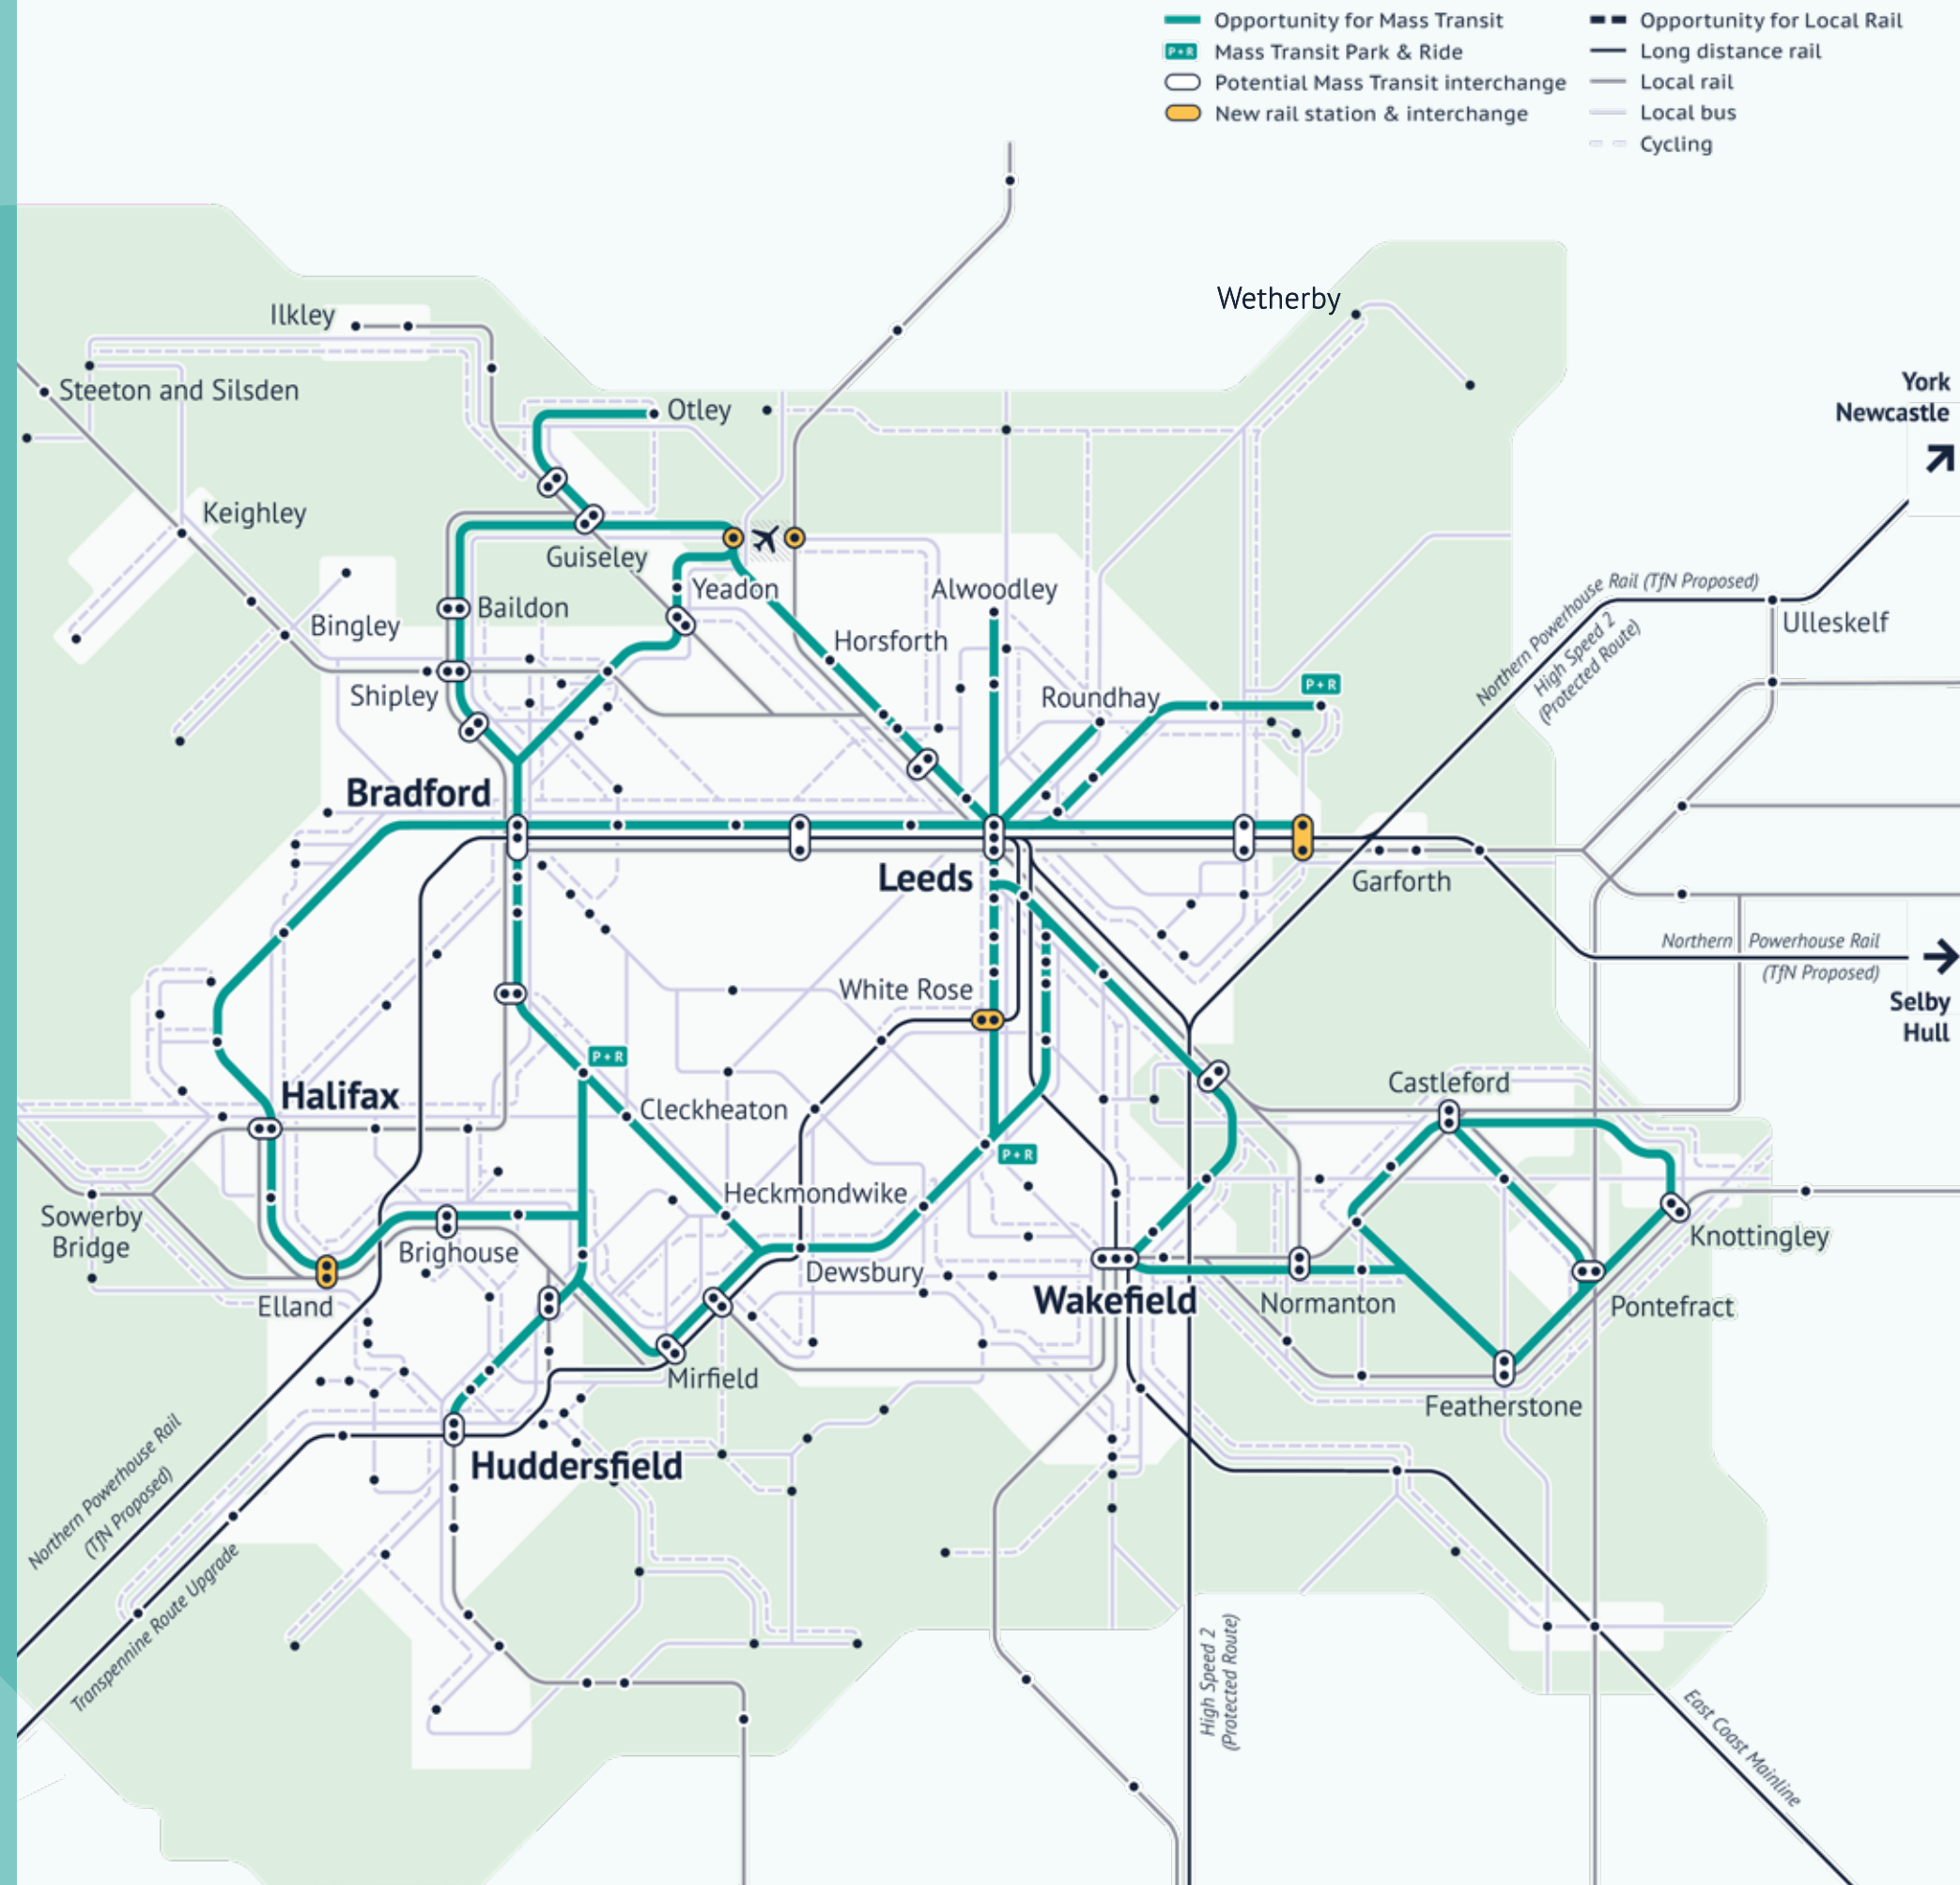 Opportunity for Mass Transit
P+R Mass Transit Park & Ride
Potential Mass Transit interchange
New rail station & interchange
Opportunity for Local Rail
Long distance rail
Local rail
Local bus
Cycling
Wetherby
Ilkley
Steeton and Silsden
York
Newcastle
Otley
Keighley
Guiseley
Yeadon
Alwoodley
Northern Powerhouse Rail (TfN Proposed)
High Speed 2
(Protected Route)
Baildon
Bingley
Ulleskelf
Horsforth
Shipley
Roundhay
P+R
Bradford
Leeds
Garforth
Northern Powerhouse Rail
(TfN Proposed)
White Rose
Selby
Hull
P+R
Halifax
Cleckheaton
Castleford
P+R
Heckmondwike
Sowerby
Bridge
Brighouse
Knottingley
Dewsbury
Elland
Wakefield
Normanton
Pontefract
Mirfield
Featherstone
Huddersfield
Northern Powerhouse Rail
(TfN Proposed)
Transpennine Route Upgrade
High Speed 2
(Protected Route)
East Coast Mainline